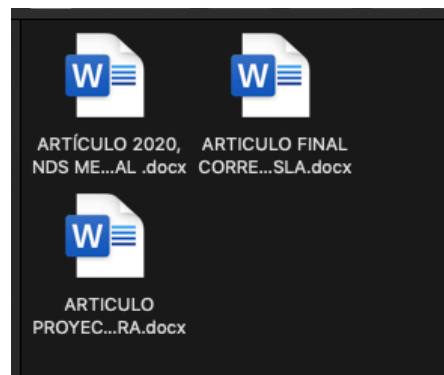 W
W
ARTÍCULO 2020,
NDS ME...AL .docx
ARTICULO FINAL
CORRE...SLA.docx
W
ARTICULO
PROYEC...RA.docx